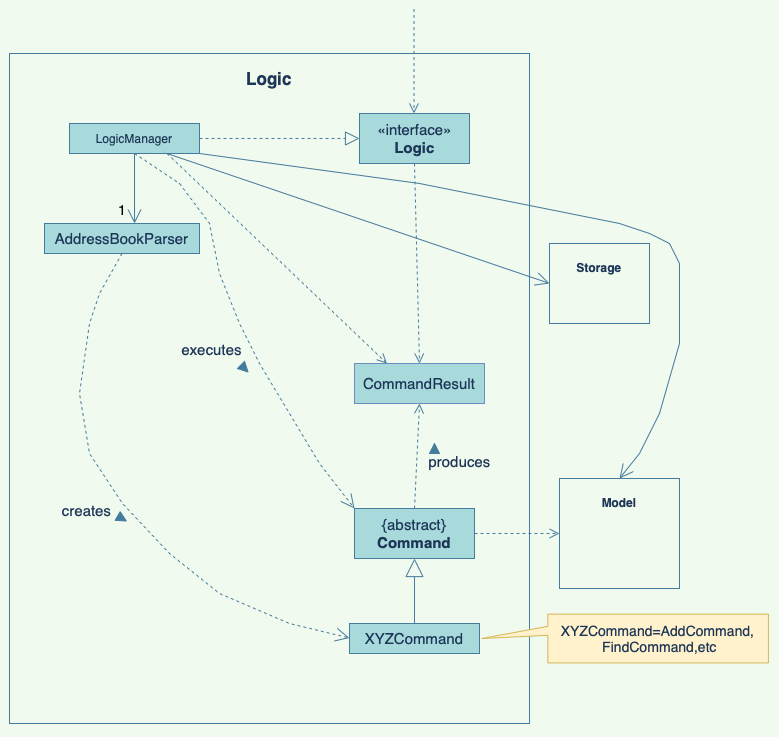 Logic
LogicManager
«interface»
Logic
1
AddressBookParser
Storage
executes
CommandResult
produces
creates
{abstract}
Command
Model
XYZCommand
XYZCommand=AddCommand,
FindCommand,etc